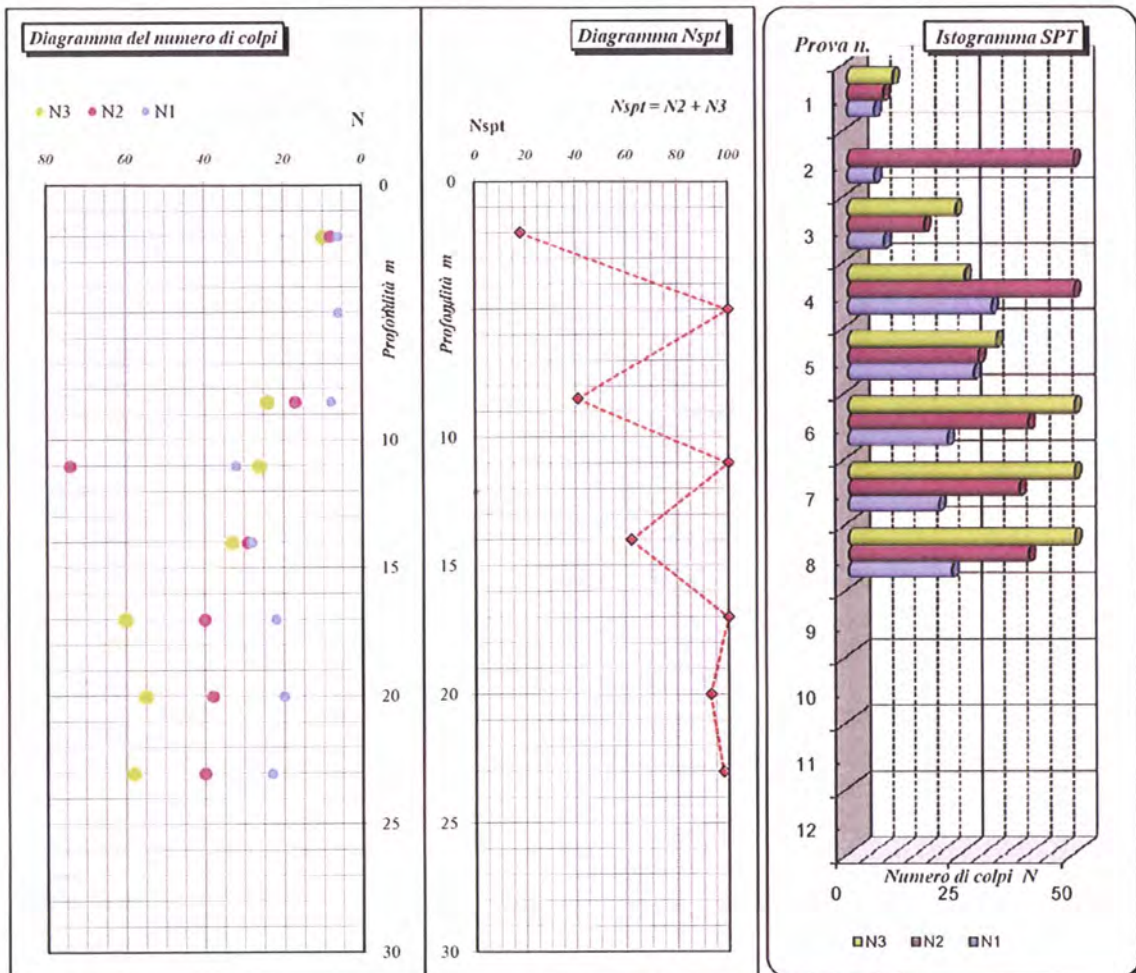 Diagramma del numero di colpi
N3 N2 N1
N
80 60 40 20 0
0
10
15
20
25
30
Profondità m
Diagramma Nspt
Nspt = N2 + N3
Nspt
0 20 40 60 80 100
0
5
10
15
20
25
30
Profondità m
Istogramma SPT
Prova n.
1
2
3
4
5
6
7
8
9
10
11
12
0 25 50
Numero di colpi N
N3 N2 N1